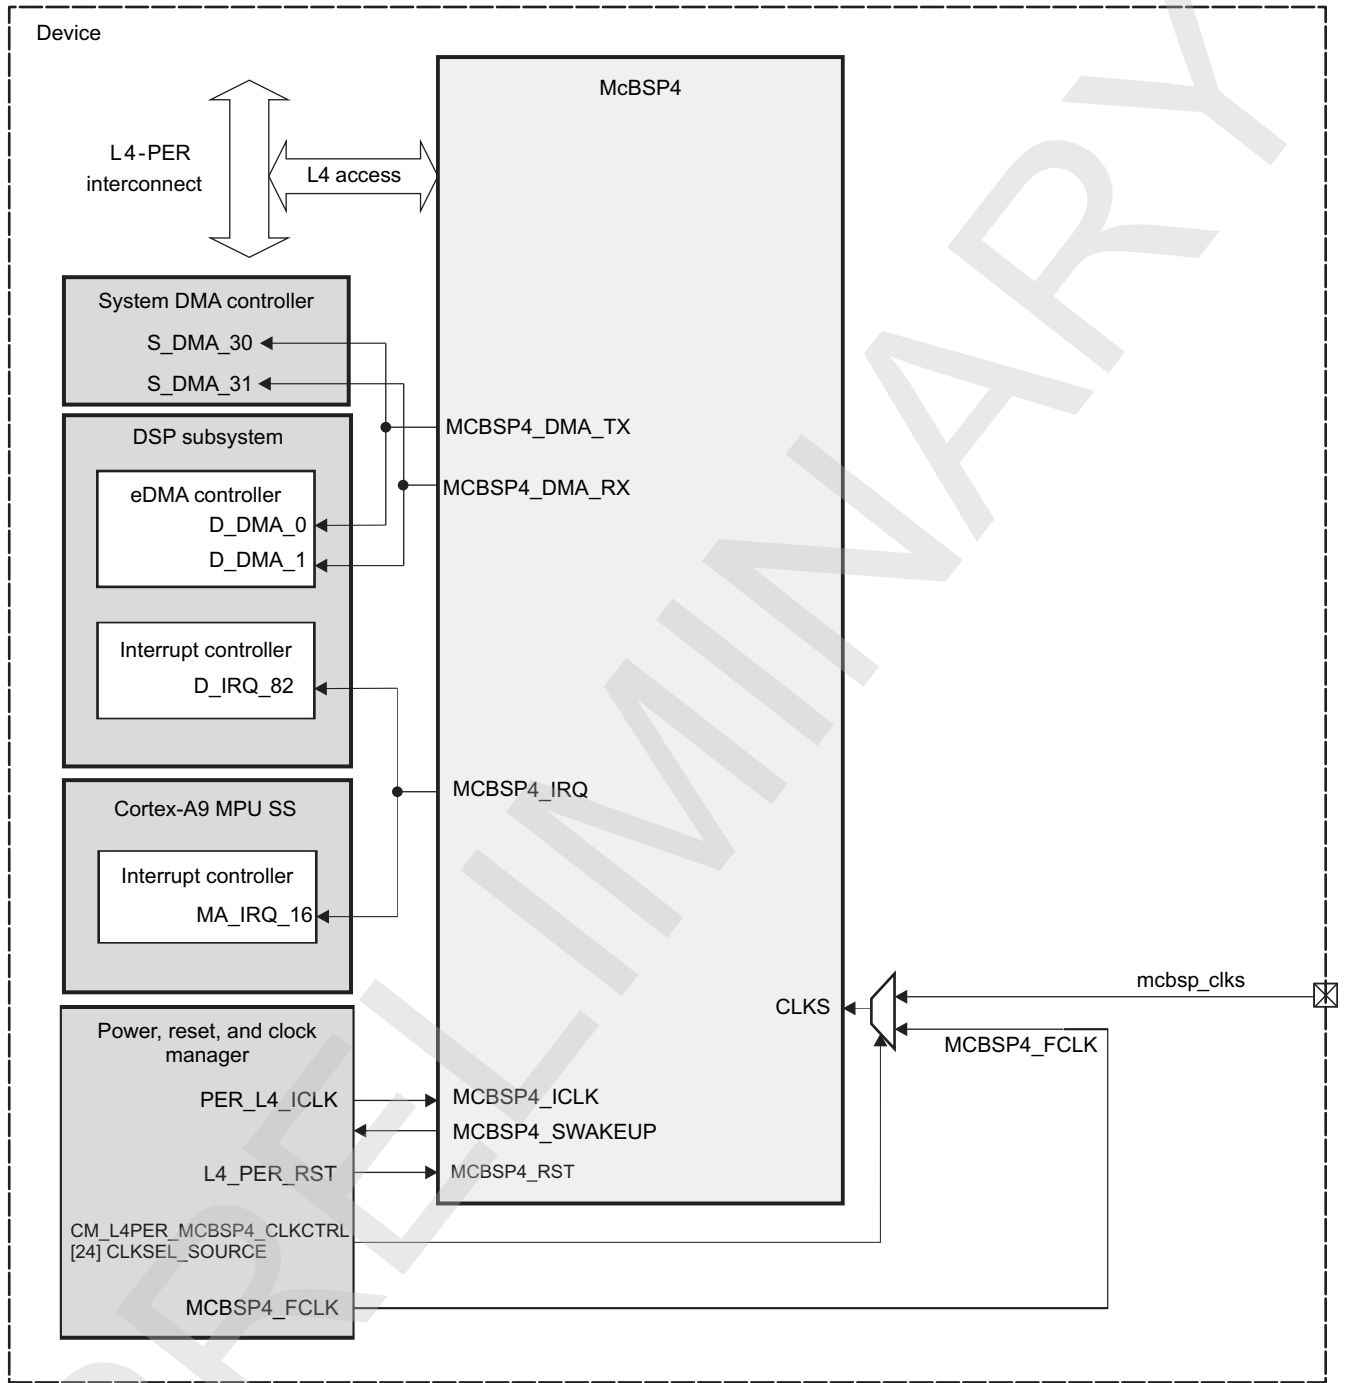 Device
McBSP4
L4-PER
interconnect
L4 access
System DMA controller
S_DMA_30
S_DMA_31
DSP subsystem
MCBSP4_DMA_TX
eDMA controller
MCBSP4_DMA_RX
D_DMA_0
D_DMA_1
Interrupt controller
D_IRQ_82
MCBSP4_IRQ
Cortex-A9 MPU SS
Interrupt controller
MA_IRQ_16
mcbsp_clks
CLKS
Power, reset, and clock
manager
MCBSP4_FCLK
PER_L4_ICLK
MCBSP4_ICLK
MCBSP4_SWAKEUP
L4_PER_RST
MCBSP4_RST
CM_L4PER_MCBSP4_CLKCTRL
[24] CLKSEL_SOURCE
MCBSP4_FCLK
PRELIMINARY